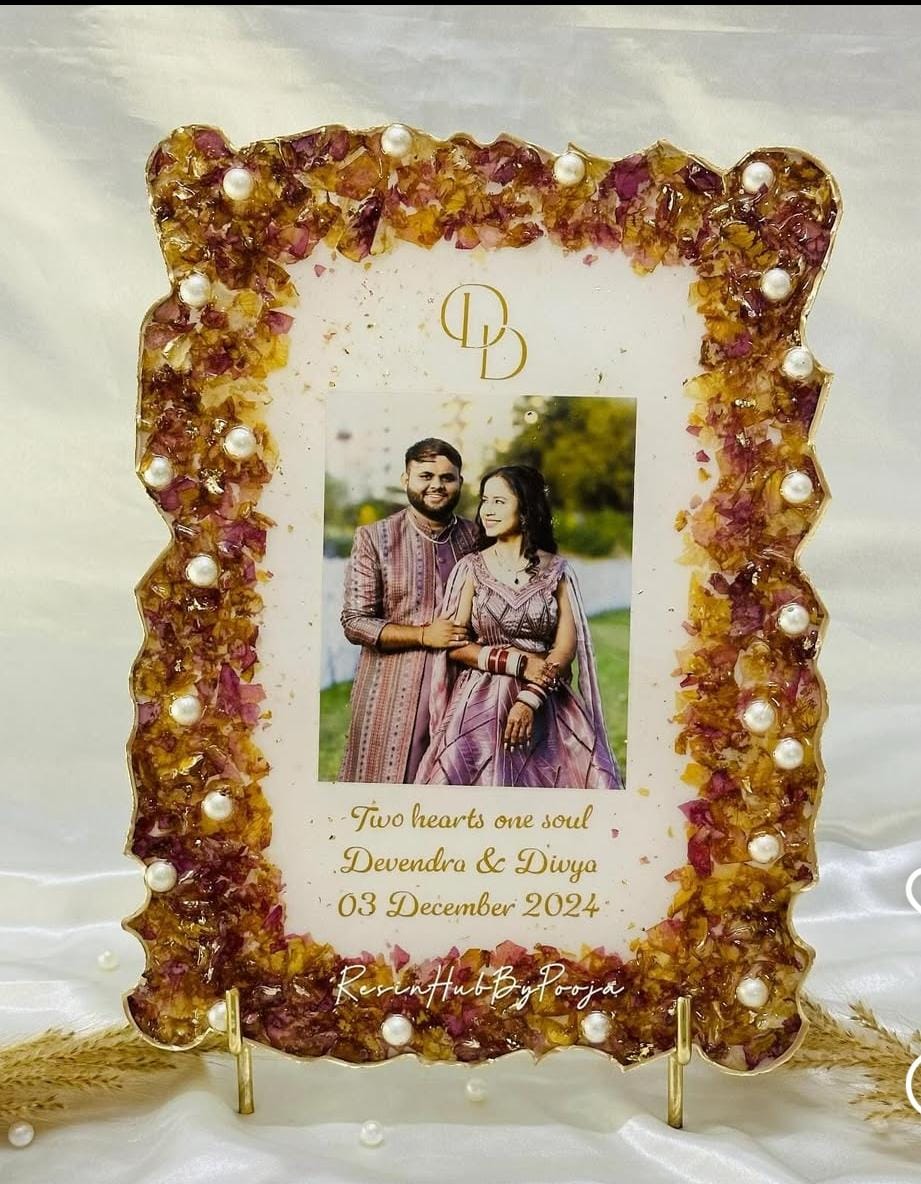 DD
Two hearts one soul
Devendra & Divya
03 December 2024
ResinHubByPooja